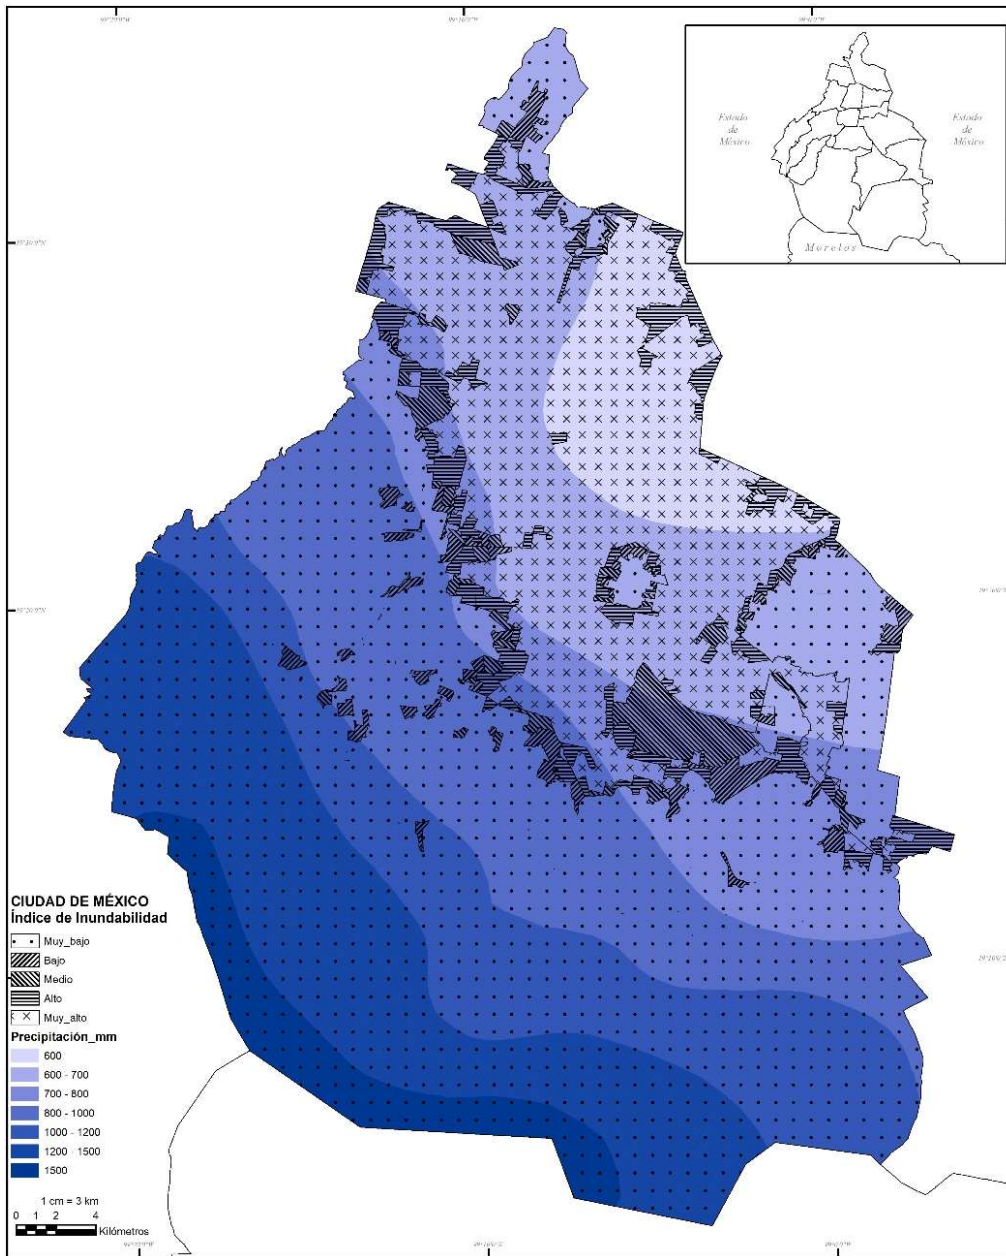 Estado
de
México
Estado
de
México
Morelos
CIUDAD DE MÉXICO
Índice de Inundabilidad
Muy_bajo
Bajo
Medio
Alto
Muy_alto
Precipitación_mm
600
600 - 700
700 - 800
800 - 1000
1000 - 1200
1200 - 1500
1500
1 cm = 3 km
0 1 2 4
Kilómetros